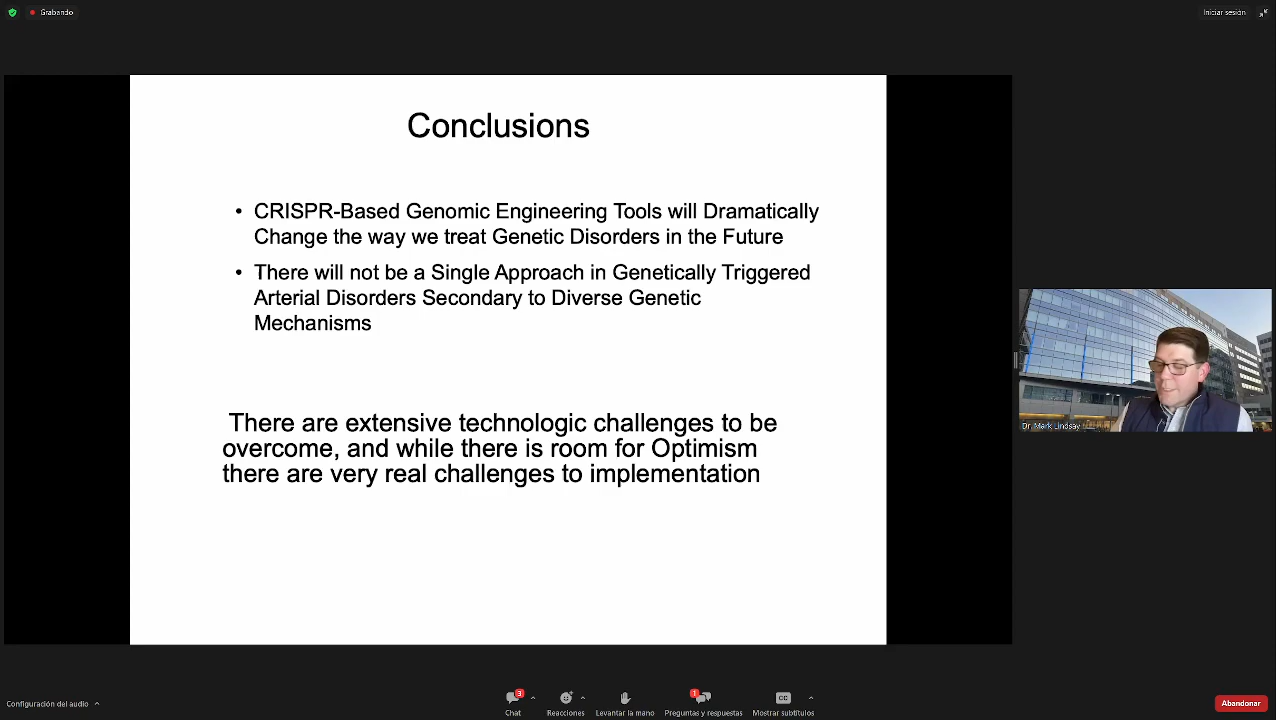 Grabando
Iniciar sesión
Conclusions
• CRISPR-Based Genomic Engineering Tools will Dramatically
Change the way we treat Genetic Disorders in the Future
• There will not be a Single Approach in Genetically Triggered
Arterial Disorders Secondary to Diverse Genetic
Mechanisms
There are extensive technologic challenges to be
overcome, and while there is room for Optimism
there are very real challenges to implementation
Dr. Mark Lindsay
Configuración del audio
3
1
CC
Chat
Reacciones
Levantar la mano
Preguntas y respuestas
Mostrar subtítulos
Abandonar